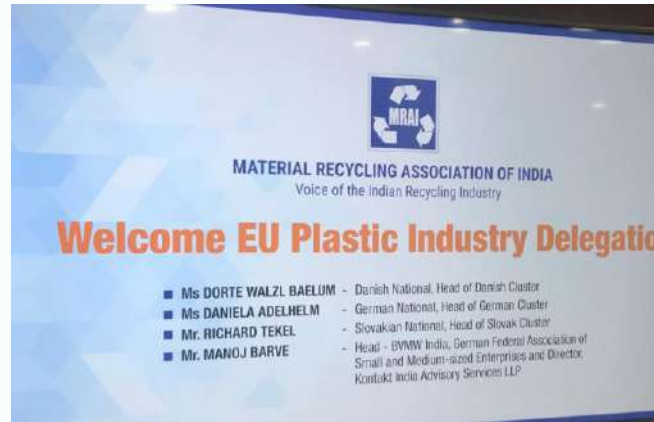 MRAI
MATERIAL RECYCLING ASSOCIATION OF INDIA
Voice of the Indian Recycling Industry
Welcome EU Plastic Industry Delegatio
■ Ms DORTE WALZL BAELUM - Danish National, Head of Danish Cluster
■ Ms DANIELA ADELHELM - German National, Head of German Cluster
■ Mr. RICHARD TEKEL - Slovakian National, Head of Slovak Cluster
■ Mr. MANOJ BARVE - Head - BVMW India, German Federal Association of
Small and Medium-sized Enterprises and Director,
Kontakt India Advisory Services LLP